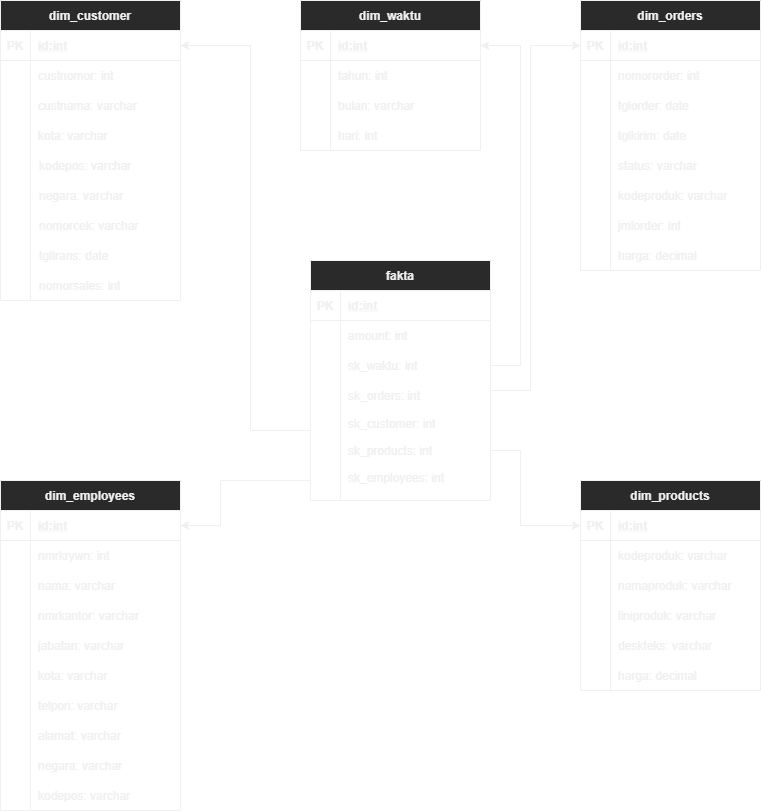 dim_customer
PK id:int
custnomor: int
custnama: varchar
kota: varchar
kodepos: varchar
negara: varchar
nomorcek: varchar
tgltrans: date
nomorsales: int
dim_waktu
PK id:int
tahun: int
bulan: varchar
hari: int
dim_orders
PK id:int
nomororder: int
tglorder: date
tglkirim: date
status: varchar
kodeproduk: varchar
jmlorder: int
harga: decimal
fakta
PK id:int
amount: int
sk_waktu: int
sk_orders: int
sk_customer: int
sk_products: int
sk_employees: int
dim_employees
PK id:int
nmrkrywn: int
nama: varchar
nmrkantor: varchar
jabatan: varchar
kota: varchar
telpon: varchar
alamat: varchar
negara: varchar
kodepos: varchar
dim_products
PK id:int
kodeproduk: varchar
namaproduk: varchar
liniproduk: varchar
deskteks: varchar
harga: decimal